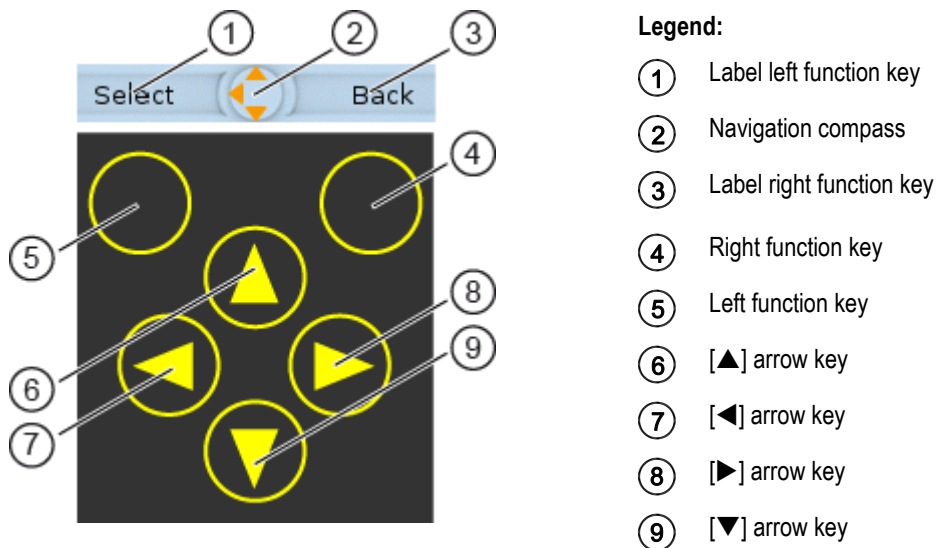 1 2 3
Select Back
4
5
8
9
6
7
Legend:
1 Label left function key
2 Navigation compass
3 Label right function key
4 Right function key
5 Left function key
6 [▲] arrow key
7 [◀] arrow key
8 [▶] arrow key
9 [▼] arrow key